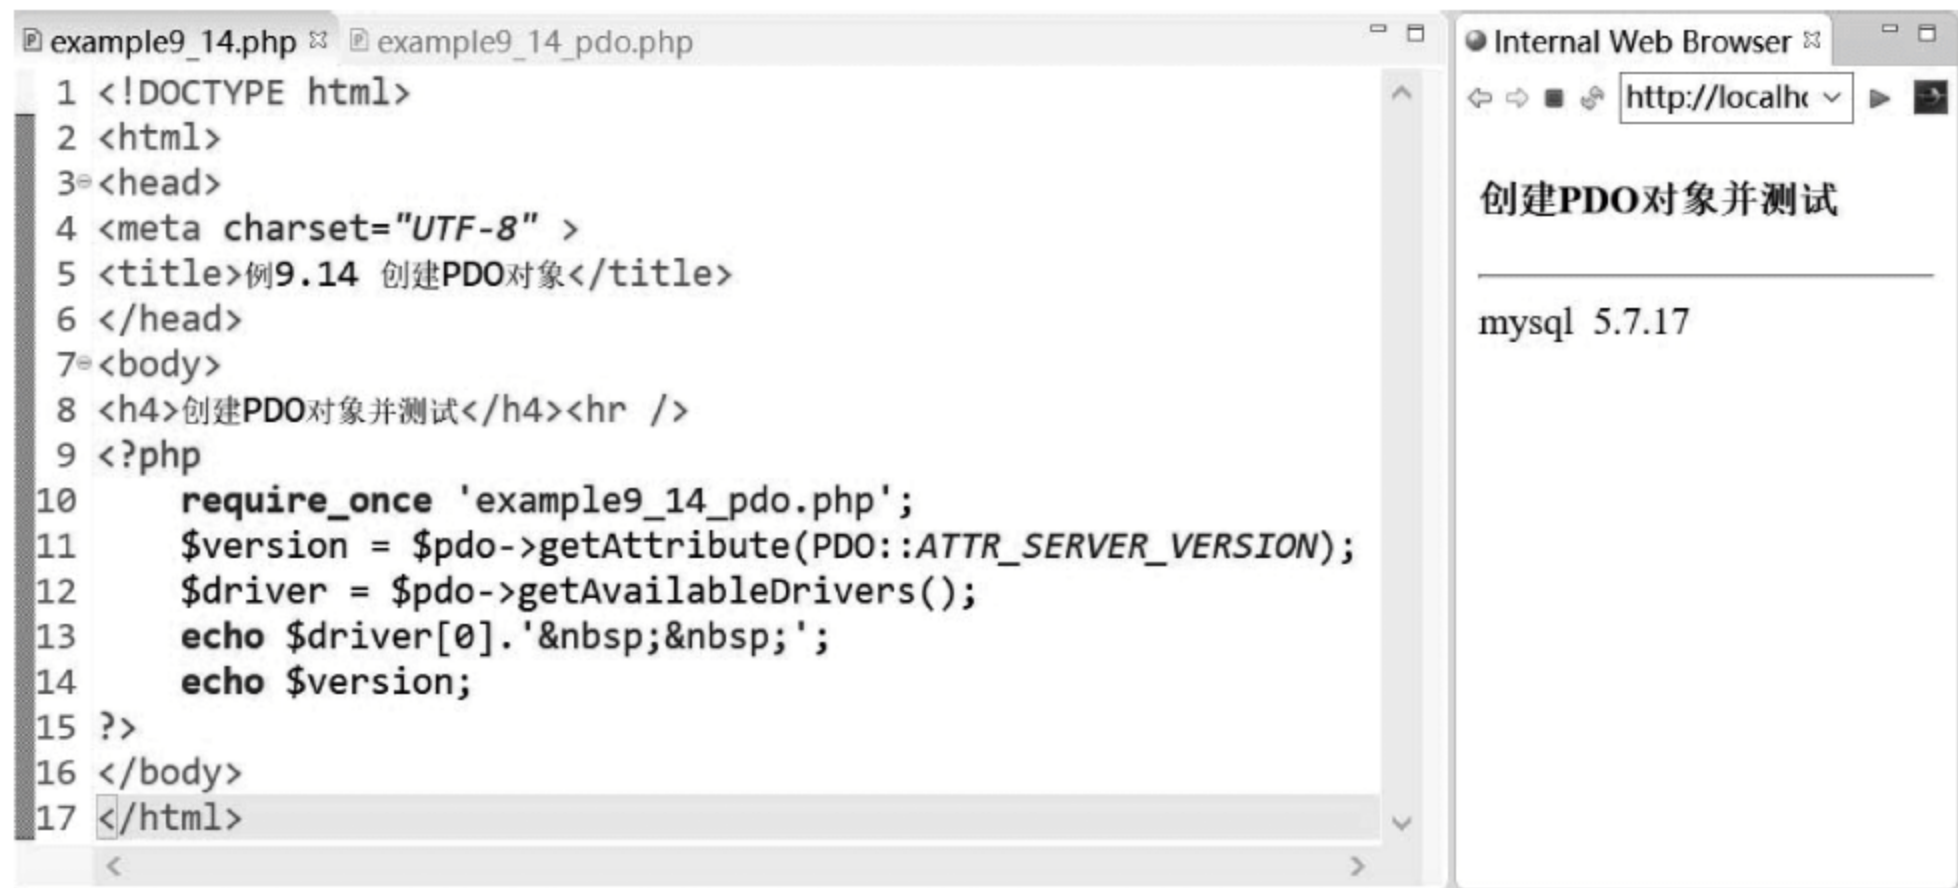 example9_14.php example9_14_pdo.php
1 <!DOCTYPE html>
2 <html>
3 <head>
4 <meta charset="UTF-8" >
5 <title>例9.14 创建PDO对象</title>
6 </head>
7 <body>
8 <h4>创建PDO对象并测试</h4><hr />
9 <?php
10     require_once 'example9_14_pdo.php';
11     $version = $pdo->getAttribute(PDO::ATTR_SERVER_VERSION);
12     $driver = $pdo->getAvailableDrivers();
13     echo $driver[0].'&nbsp;&nbsp;';
14     echo $version;
15 ?>
16 </body>
17 </html>
Internal Web Browser
http://localh
创建PDO对象并测试
mysql  5.7.17